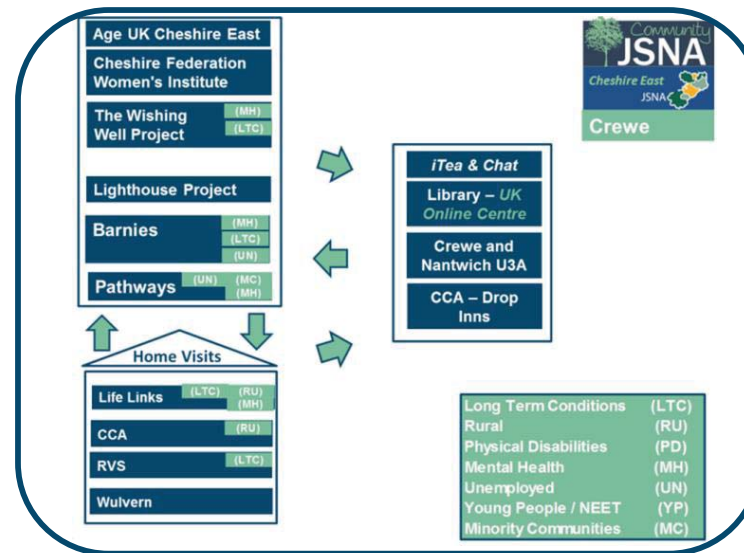 Age UK Cheshire East
Cheshire Federation
Women's Institute
The Wishing
Well Project
(MH)
(LTC)
Lighthouse Project
Barnies
(MH)
(LTC)
(UN)
Pathways
(UN)
(MC)
(MH)
Home Visits
Life Links
(LTC)
(RU)
(MH)
CCA
(RU)
RVS
(LTC)
Wulvern
iTea & Chat
Library – UK
Online Centre
Crewe and
Nantwich U3A
CCA – Drop
Inns
Community
JSNA
Cheshire East
JSNA
Crewe
Long Term Conditions (LTC)
Rural (RU)
Physical Disabilities (PD)
Mental Health (MH)
Unemployed (UN)
Young People / NEET (YP)
Minority Communities (MC)